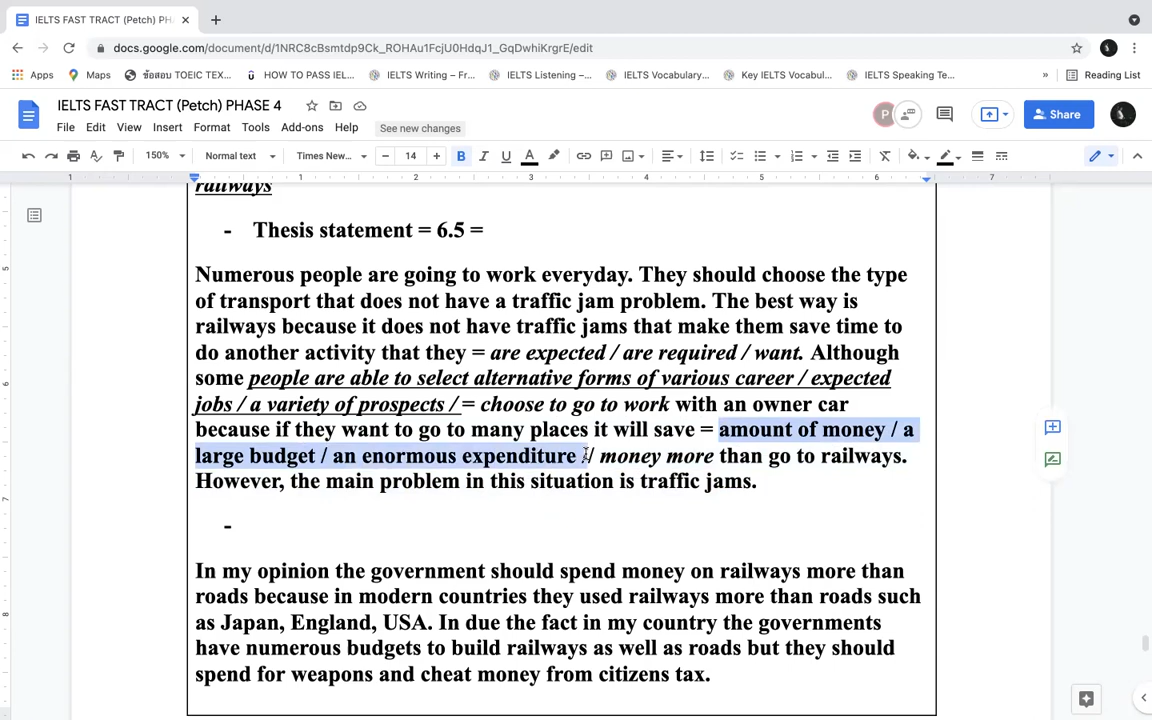 IELTS FAST TRACT (Petch) PH
docs.google.com/document/d/1NRC8cBsmtdp9Ck_ROHAu1FcjU0HdqJ1_GqDwhiKrgrE/edit
Apps Maps ข้อสอบ TOEIC TEX... HOW TO PASS IEL... IELTS Writing – Fr... IELTS Listening –... IELTS Vocabulary... Key IELTS Vocabul... IELTS Speaking Te... » Reading List
IELTS FAST TRACT (Petch) PHASE 4
P
Share
File Edit View Insert Format Tools Add-ons Help See new changes
150% Normal text Times New... 14 B I U A
1 1 2 3 4 5 6 7
railways
- Thesis statement = 6.5 =
Numerous people are going to work everyday. They should choose the type
of transport that does not have a traffic jam problem. The best way is
railways because it does not have traffic jams that make them save time to
do another activity that they = are expected / are required / want. Although
some people are able to select alternative forms of various career / expected
jobs / a variety of prospects / = choose to go to work with an owner car
because if they want to go to many places it will save = amount of money / a
large budget / an enormous expenditure // money more than go to railways.
However, the main problem in this situation is traffic jams.
-
In my opinion the government should spend money on railways more than
roads because in modern countries they used railways more than roads such
as Japan, England, USA. In due the fact in my country the governments
have numerous budgets to build railways as well as roads but they should
spend for weapons and cheat money from citizens tax.
5
6
7
8